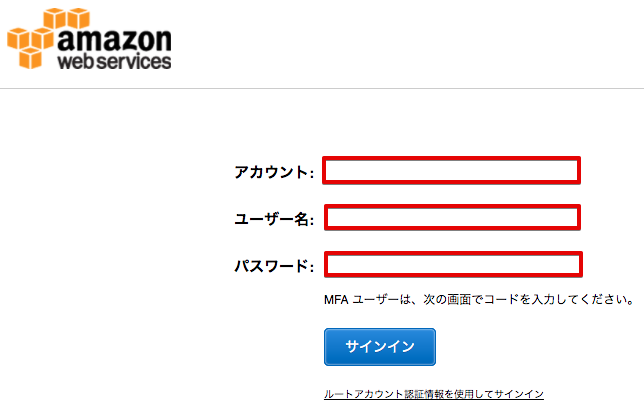 amazon
web services
アカウント:
ユーザー名:
パスワード:
MFA ユーザーは、次の画面でコードを入力してください。
サインイン
ルートアカウント認証情報を使用してサインイン